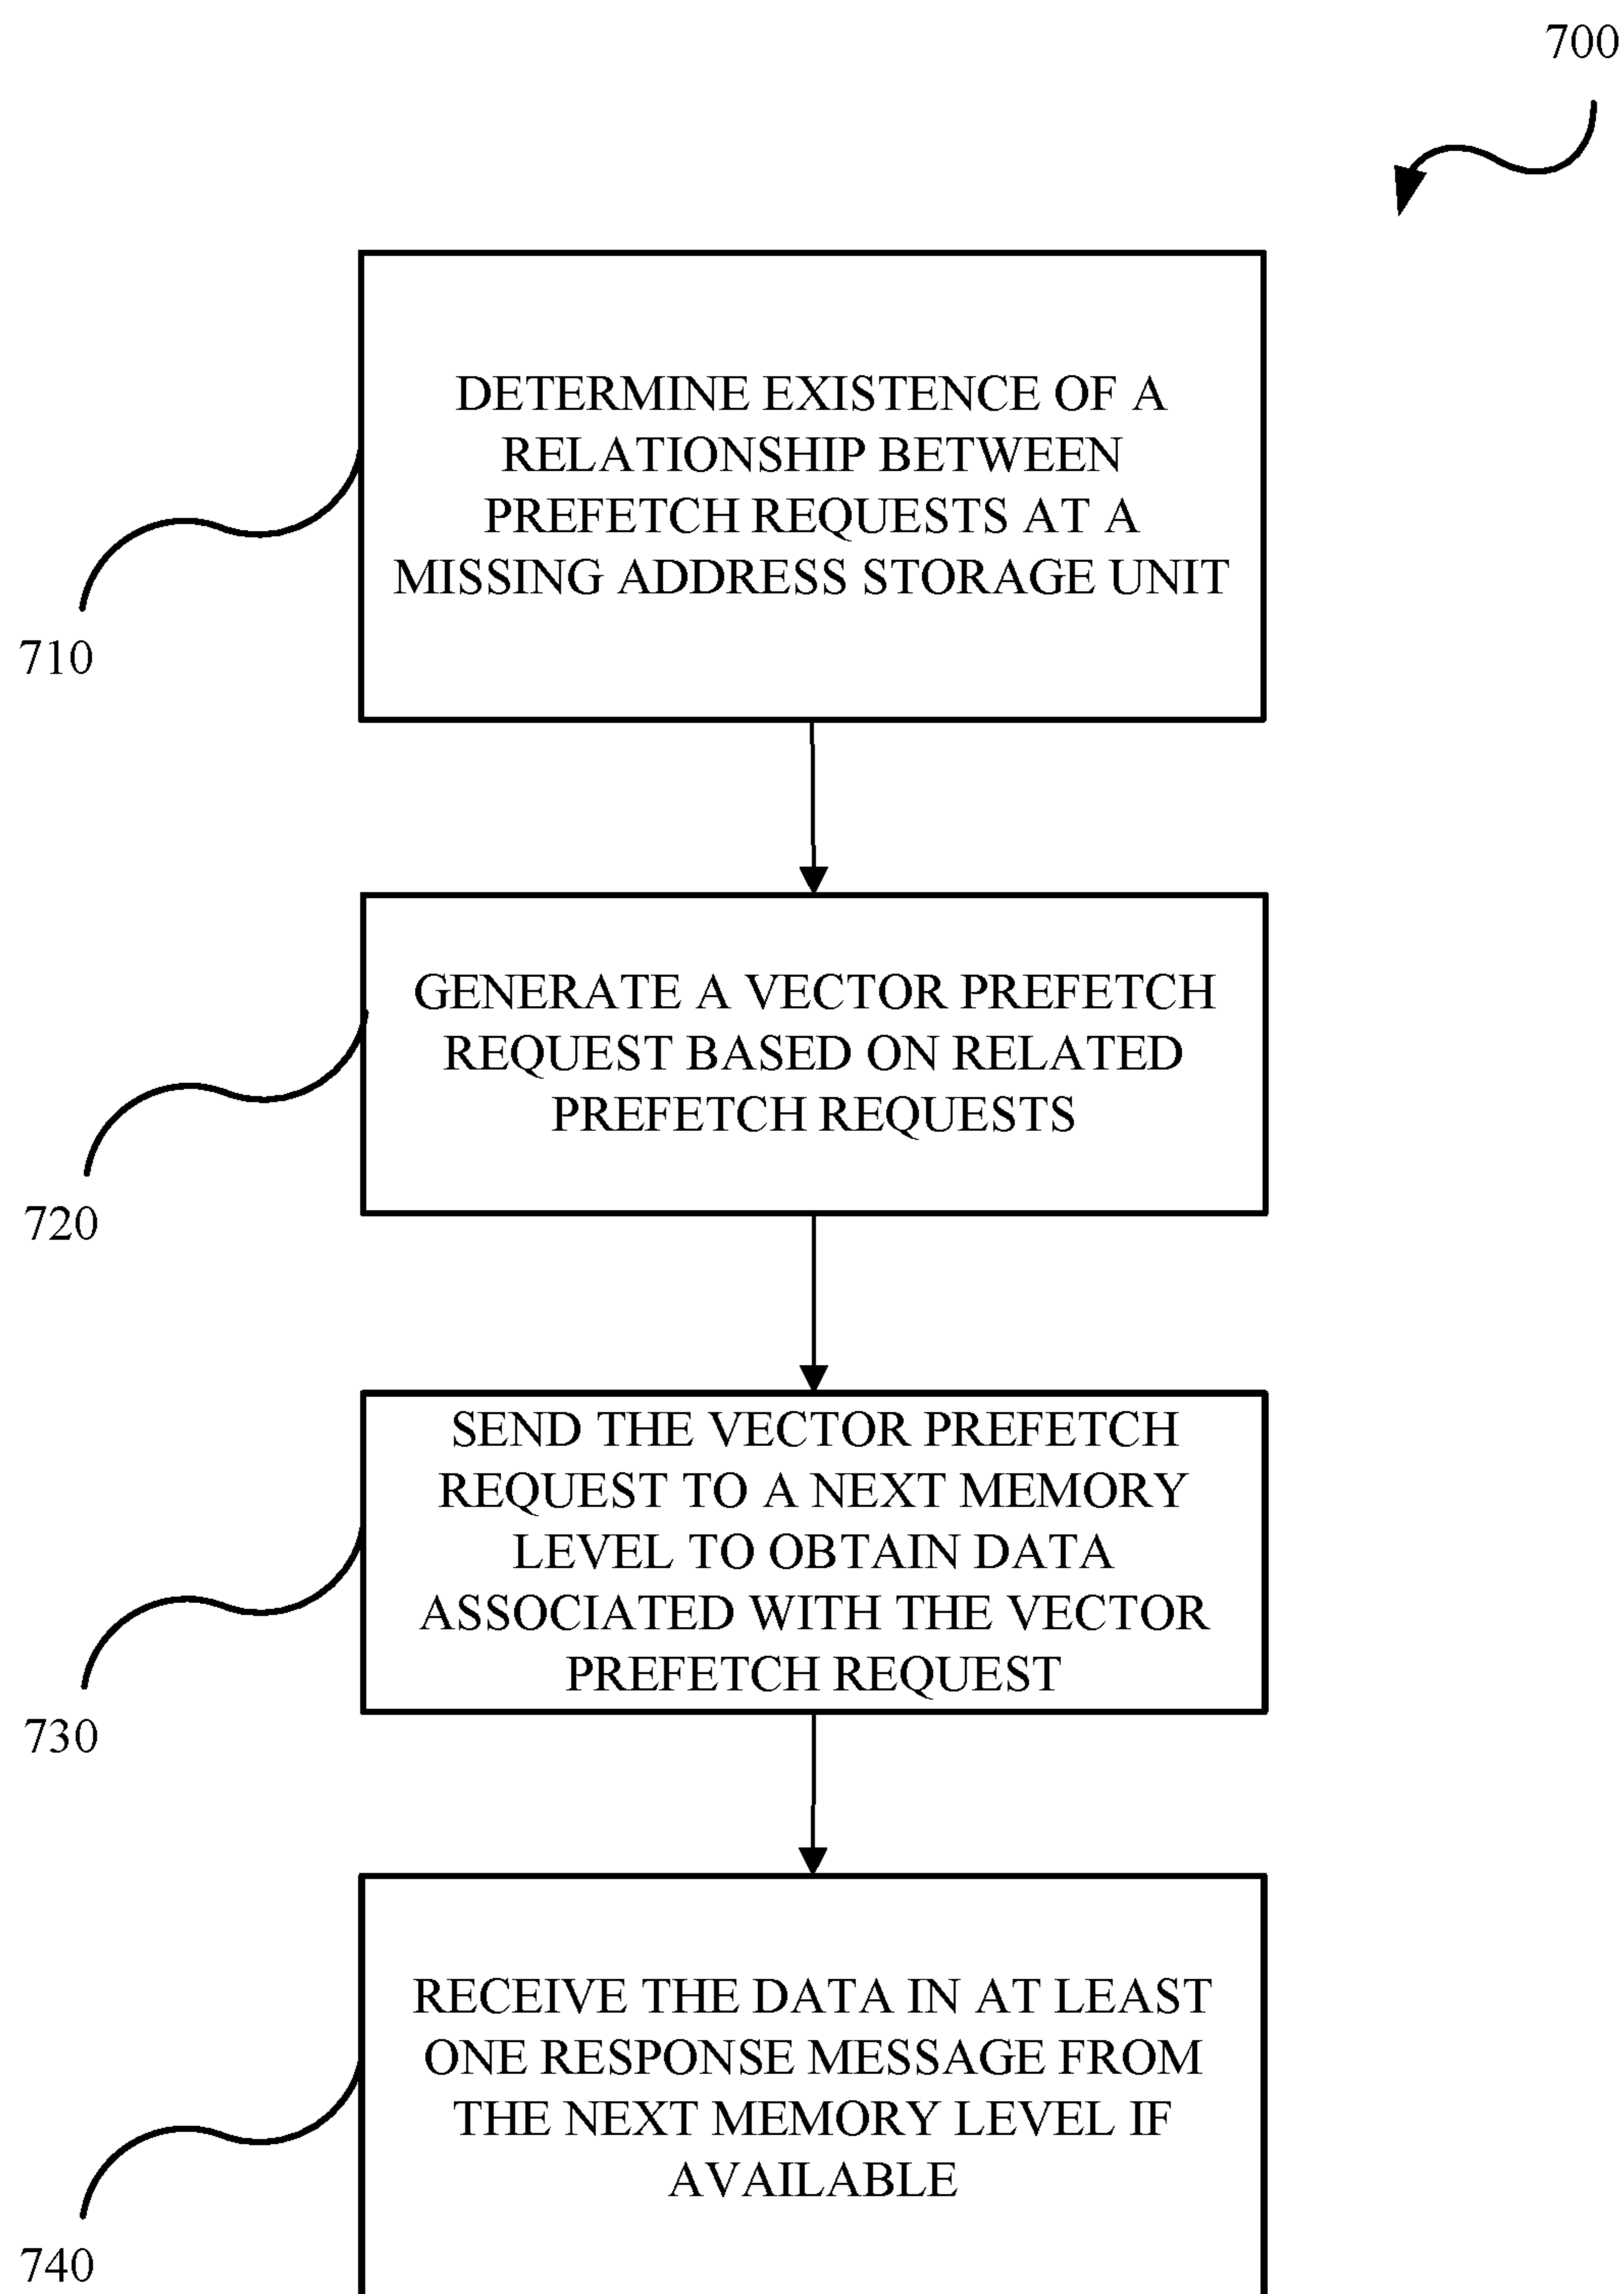 700
DETERMINE EXISTENCE OF A
RELATIONSHIP BETWEEN
PREFETCH REQUESTS AT A
MISSING ADDRESS STORAGE UNIT
710
GENERATE A VECTOR PREFETCH
REQUEST BASED ON RELATED
PREFETCH REQUESTS
720
SEND THE VECTOR PREFETCH
REQUEST TO A NEXT MEMORY
LEVEL TO OBTAIN DATA
ASSOCIATED WITH THE VECTOR
PREFETCH REQUEST
730
RECEIVE THE DATA IN AT LEAST
ONE RESPONSE MESSAGE FROM
THE NEXT MEMORY LEVEL IF
AVAILABLE
740